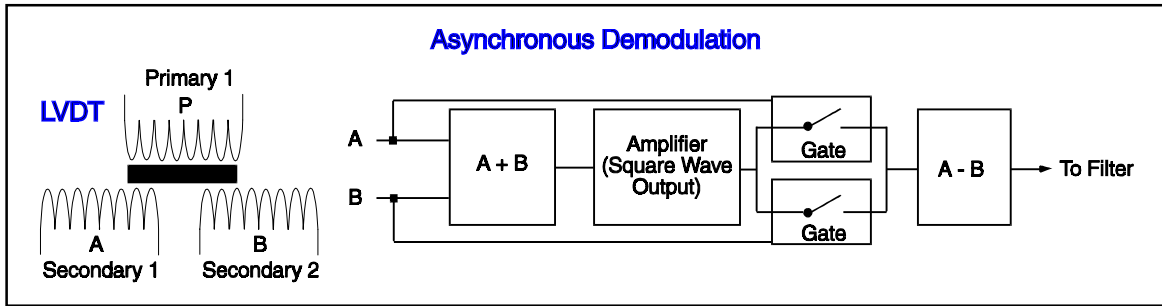 Asynchronous Demodulation
LVDT
Primary 1
P
A
Secondary 1
B
Secondary 2
A
B
A + B
Amplifier
(Square Wave
Output)
Gate
Gate
A - B
To Filter